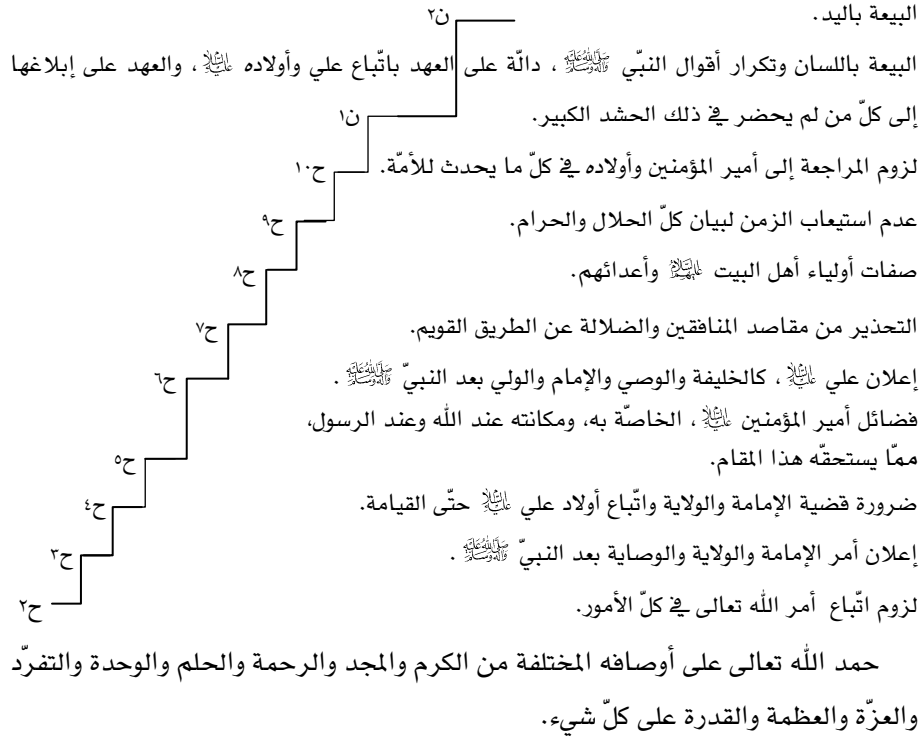 البيعة باليد. ن٢
البيعة باللسان وتكرار أقوال النبيّ ﷺ ، دالّة على العهد باتّباع علي وأولاده عليه السلام ، والعهد على إبلاغها
إلى كلّ من لم يحضر في ذلك الحشد الكبير. ن١
لزوم المراجعة إلى أمير المؤمنين وأولاده في كلّ ما يحدث للأمّة. ح١٠
عدم استيعاب الزمن لبيان كلّ الحلال والحرام. ح٩
صفات أولياء أهل البيت عليهم السلام وأعدائهم. ح٨
التحذير من مقاصد المنافقين والضلالة عن الطريق القويم. ح٧
إعلان علي عليه السلام ، كالخليفة والوصي والإمام والولي بعد النبيّ ﷺ . ح٦
فضائل أمير المؤمنين عليه السلام ، الخاصّة به، ومكانته عند الله وعند الرسول،
ممّا يستحقّه هذا المقام. ح٥
ضرورة قضية الإمامة والولاية واتّباع أولاد علي عليه السلام حتّى القيامة. ح٤
إعلان أمر الإمامة والولاية والوصاية بعد النبيّ ﷺ . ح٣
لزوم اتّباع أمر الله تعالى في كلّ الأمور. ح٢
حمد الله تعالى على أوصافه المختلفة من الكرم والمجد والرحمة والحلم والوحدة والتفرّد
والعزّة والعظمة والقدرة على كلّ شيء.